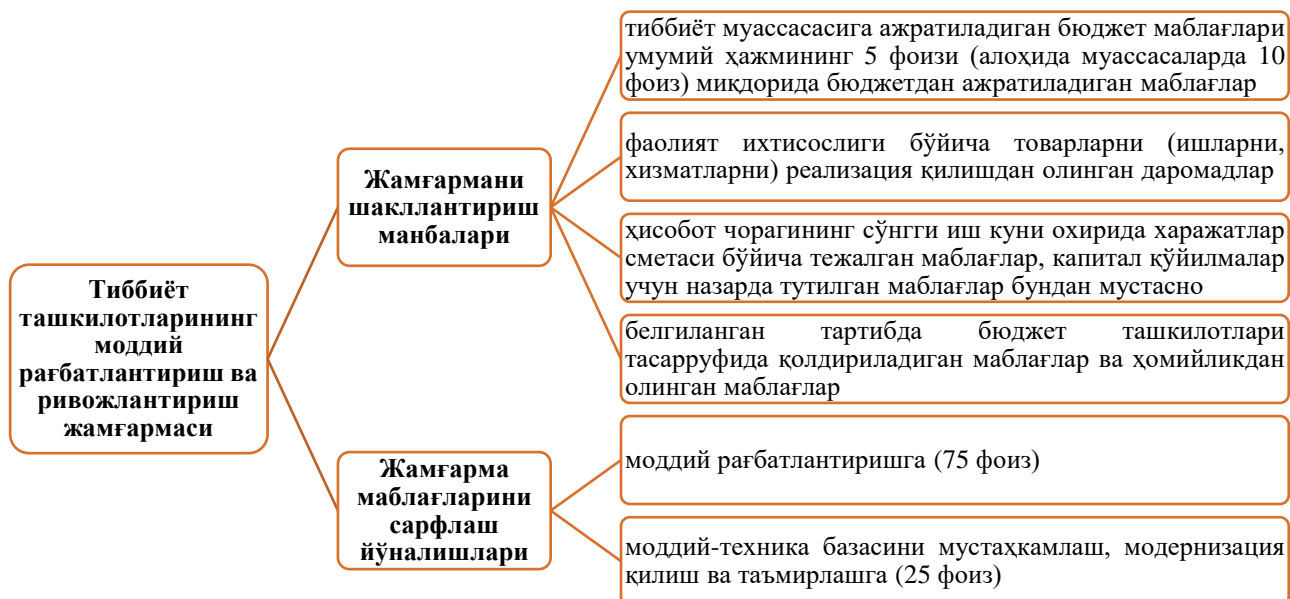 Тиббиёт
ташкилотларининг
моддий
рағбатлантириш ва
ривожлантириш
жамғармаси
Жамғармани
шакллантириш
манбалари
тиббиёт муассасасига ажратиладиган бюджет маблағлари
умумий ҳажмининг 5 фоизи (алоҳида муассасаларда 10
фоиз) миқдорида бюджетдан ажратиладиган маблағлар
фаолият ихтисослиги бўйича товарларни (ишларни,
хизматларни) реализация қилишдан олинган даромадлар
ҳисобот чорагининг сўнгги иш куни охирида харажатлар
сметаси бўйича тежалган маблағлар, капитал қўйилмалар
учун назарда тутилган маблағлар бундан мустасно
белгиланган тартибда бюджет ташкилотлари
тасарруфида қолдириладиган маблағлар ва ҳомийликдан
олинган маблағлар
Жамғарма
маблағларини
сарфлаш
йўналишлари
моддий рағбатлантиришга (75 фоиз)
моддий-техника базасини мустаҳкамлаш, модернизация
қилиш ва таъмирлашга (25 фоиз)